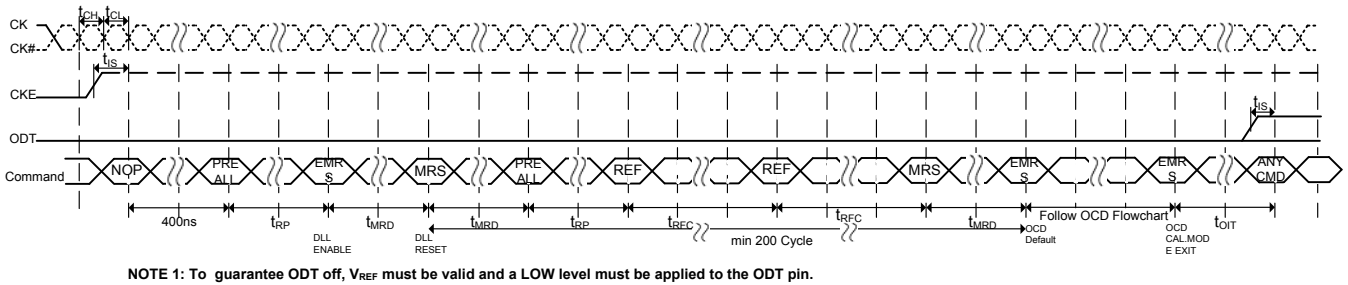 CK
tCH
tCL
CK#
tIS
CKE
tIS
ODT
Command
NOP
PRE ALL
EMR S
MRS
PRE ALL
REF
REF
MRS
EMR S
EMR S
ANY CMD
400ns
tRP
tMRD
tMRD
tRP
tRFC
tRFC
tMRD
Follow OCD Flowchart
tOIT
DLL ENABLE
DLL RESET
min 200 Cycle
OCD Default
OCD CAL.MOD E EXIT
NOTE 1: To guarantee ODT off, VREF must be valid and a LOW level must be applied to the ODT pin.